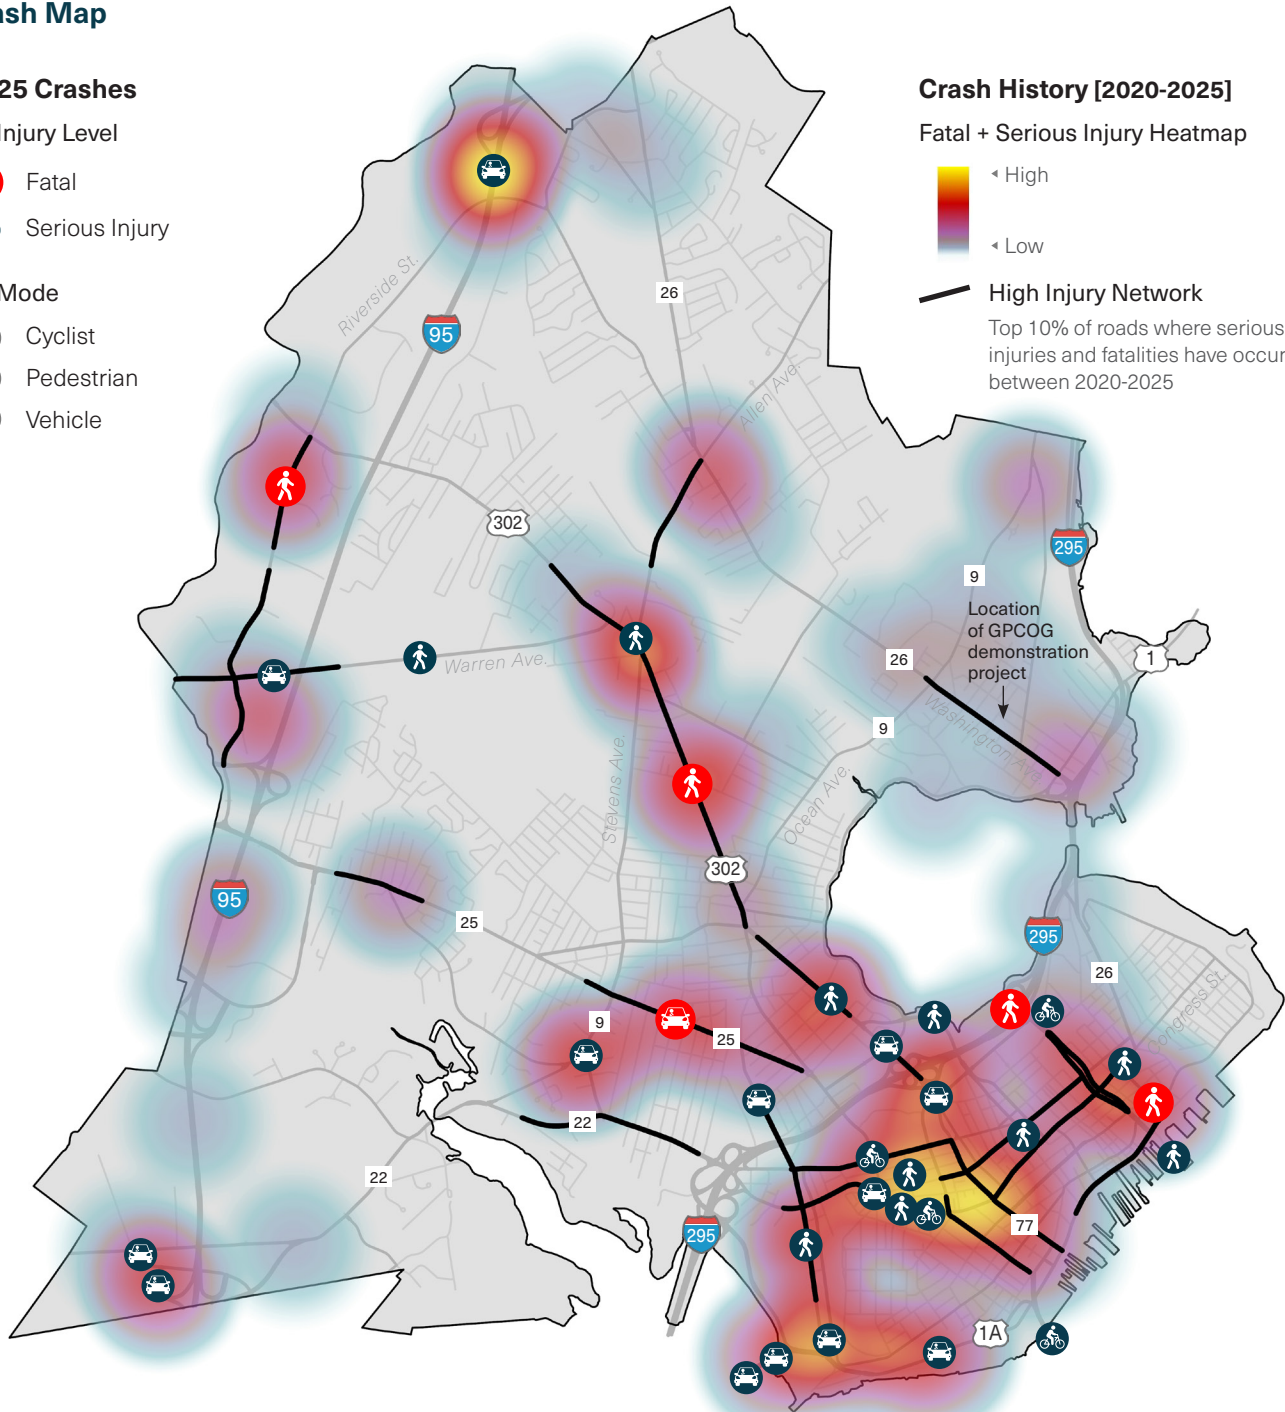 ash Map
25 Crashes
Injury Level
Fatal
Serious Injury
Mode
Cyclist
Pedestrian
Vehicle
Crash History [2020-2025]
Fatal + Serious Injury Heatmap
High
Low
High Injury Network
Top 10% of roads where serious
injuries and fatalities have occur
between 2020-2025
Riverside St.
95
26
Allen Ave.
302
295
9
Location
of GPCOG
demonstration
project
26
1
Warren Ave.
Washington Ave.
9
Stevens Ave.
Ocean Ave.
302
95
25
295
26
Congress St.
9
25
22
22
295
77
1A